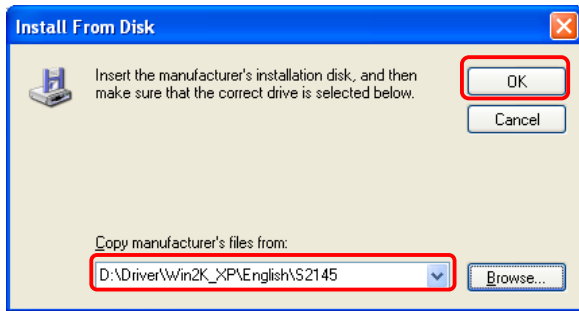 Install From Disk
Insert the manufacturer's installation disk, and then
make sure that the correct drive is selected below.
OK
Cancel
Copy manufacturer's files from:
D:\Driver\Win2K_XP\English\S2145
Browse...